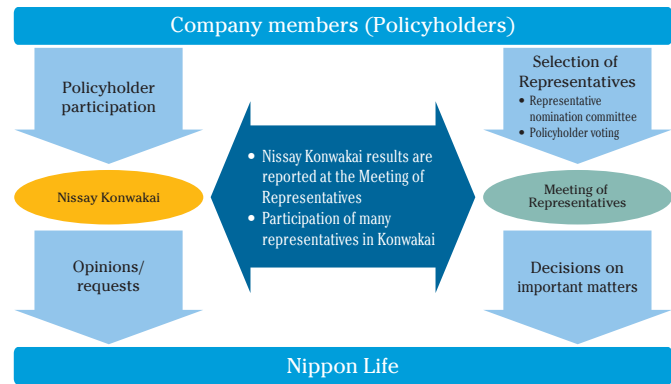 Company members (Policyholders)
Policyholder
participation
Nissay Konwakai
Opinions/
requests
• Nissay Konwakai results are
reported at the Meeting of
Representatives
• Participation of many
representatives in Konwakai
Selection of
Representatives
• Representative
nomination committee
• Policyholder voting
Meeting of
Representatives
Decisions on
important matters
Nippon Life